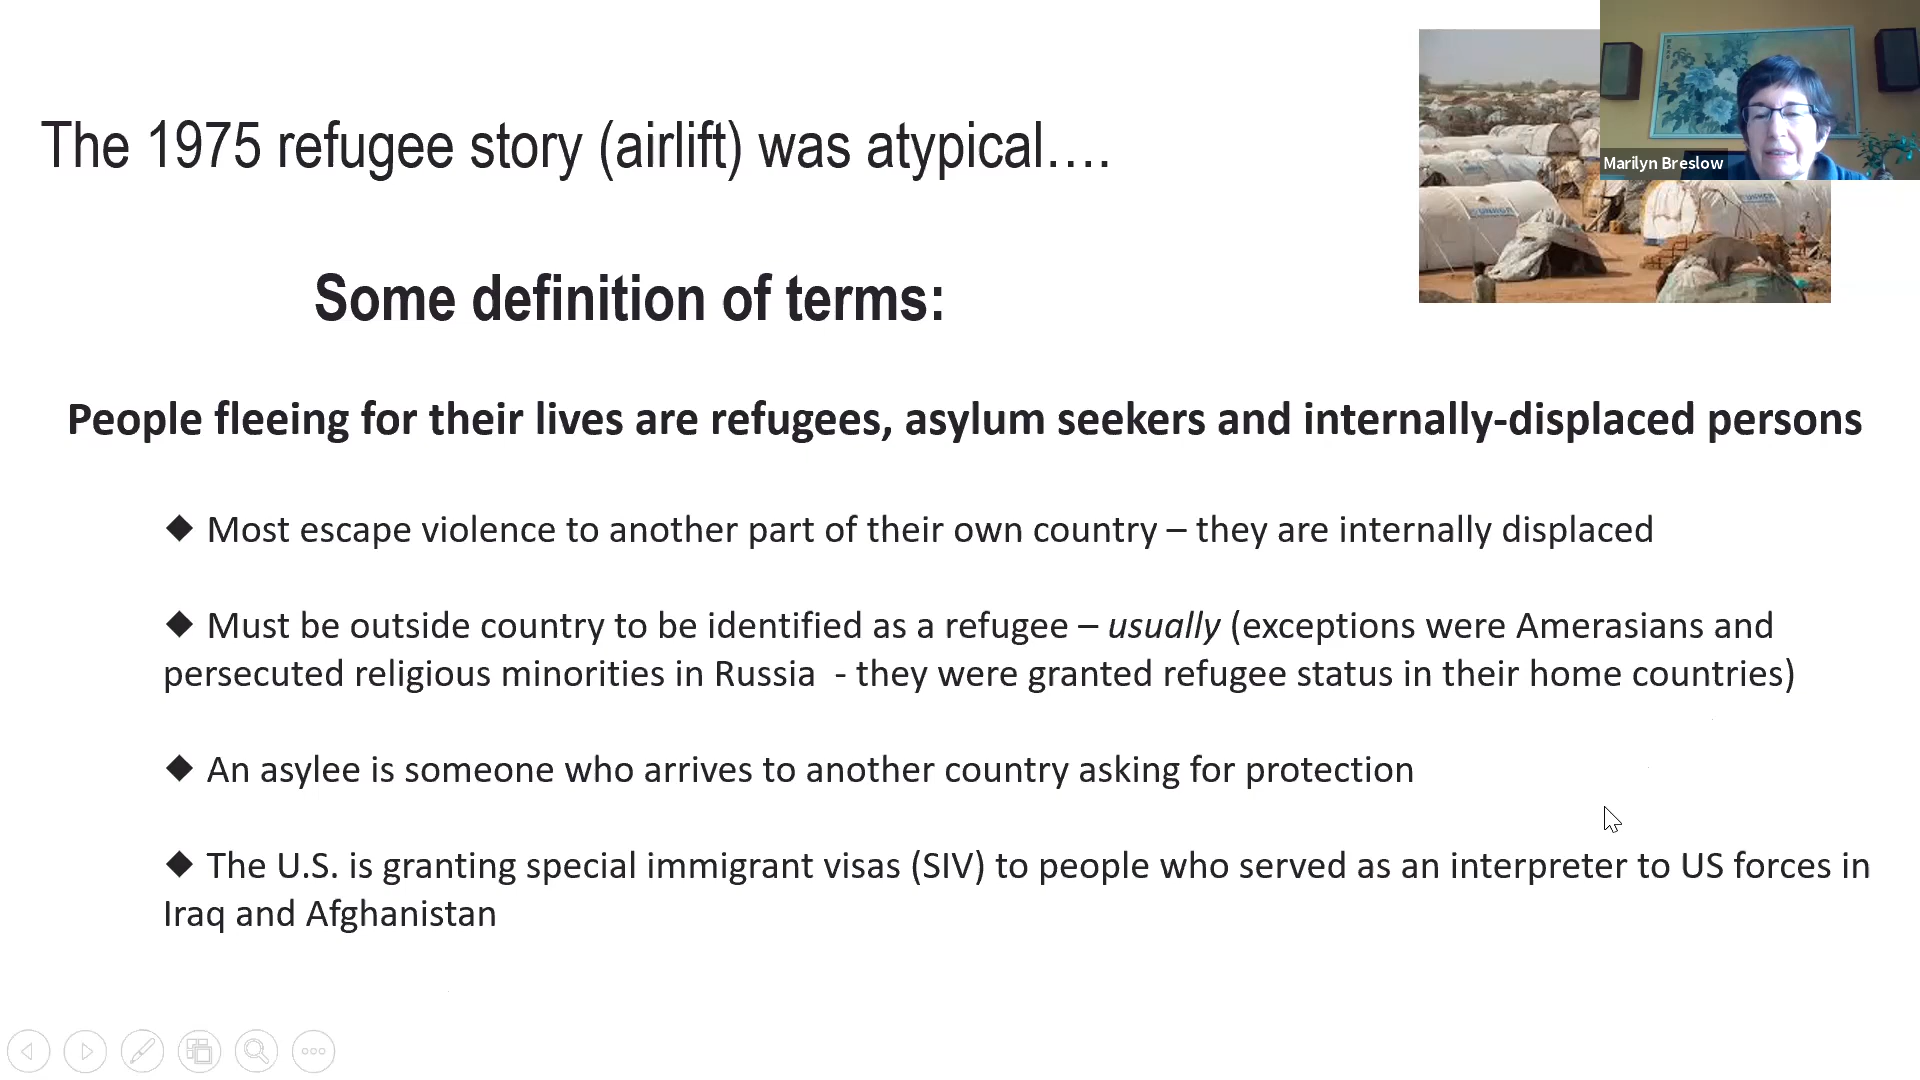 The 1975 refugee story (airlift) was atypical….
Marilyn Breslow
UNHCR
Some definition of terms:
People fleeing for their lives are refugees, asylum seekers and internally-displaced persons
◆ Most escape violence to another part of their own country – they are internally displaced
◆ Must be outside country to be identified as a refugee – usually (exceptions were Amerasians and
persecuted religious minorities in Russia  - they were granted refugee status in their home countries)
◆ An asylee is someone who arrives to another country asking for protection
◆ The U.S. is granting special immigrant visas (SIV) to people who served as an interpreter to US forces in
Iraq and Afghanistan